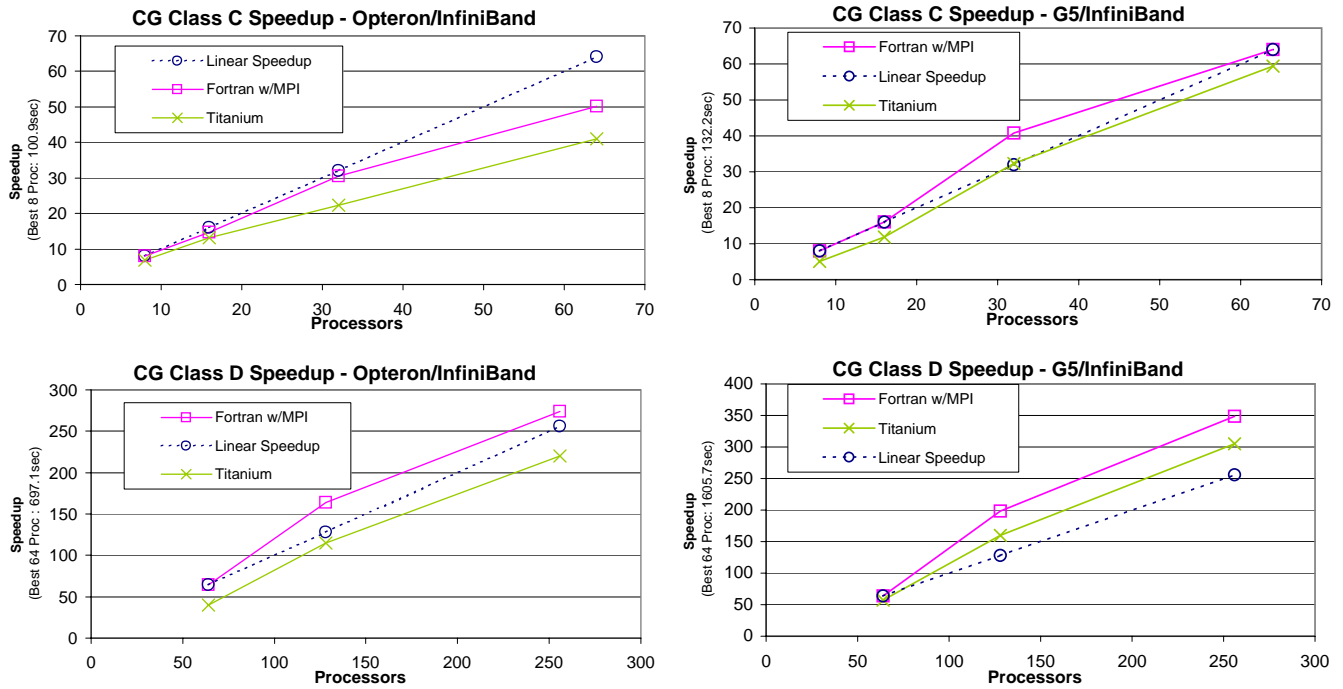 CG Class C Speedup - Opteron/InfiniBand
70
60
50
40
30
20
10
0
Speedup
(Best 8 Proc: 100.9sec)
Linear Speedup
Fortran w/MPI
Titanium
0 10 20 30 40 50 60 70
Processors
CG Class C Speedup - G5/InfiniBand
70
60
50
40
30
20
10
0
Speedup
(Best 8 Proc: 132.2sec)
Fortran w/MPI
Linear Speedup
Titanium
0 10 20 30 40 50 60 70
Processors
CG Class D Speedup - Opteron/InfiniBand
300
250
200
150
100
50
0
Speedup
(Best 64 Proc : 697.1sec)
Fortran w/MPI
Linear Speedup
Titanium
0 50 100 150 200 250 300
Processors
CG Class D Speedup - G5/InfiniBand
400
350
300
250
200
150
100
50
0
Speedup
(Best 64 Proc: 1605.7sec)
Fortran w/MPI
Titanium
Linear Speedup
0 50 100 150 200 250 300
Processors